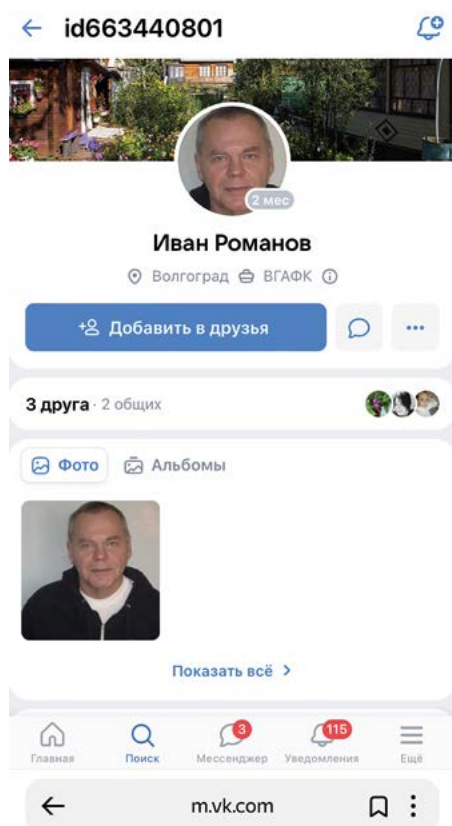 id663440801
2 мес
Иван Романов
Волгоград ВГАФК
Добавить в друзья
3 друга · 2 общих
Фото Альбомы
Показать всё
3 115
Главная Поиск Мессенджер Уведомления Ещё
m.vk.com